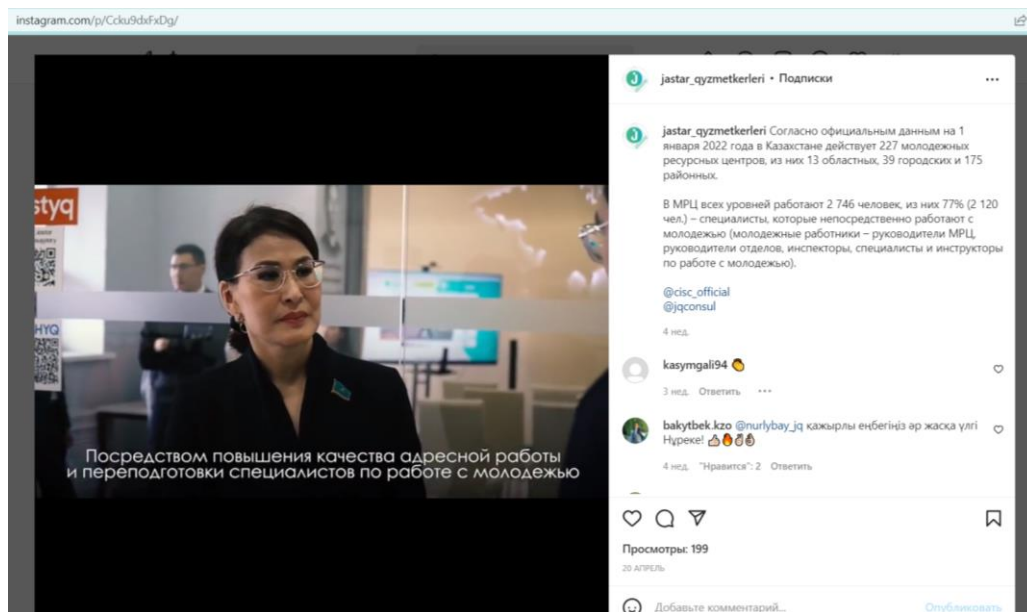 instagram.com/p/Ccku9dxFxDg/
jastar_qyzmetkerleri • Подписки
jastar_qyzmetkerleri Согласно официальным данным на 1
января 2022 года в Казахстане действует 227 молодежных
ресурсных центров, из них 13 областных, 39 городских и 175
районных.
В МРЦ всех уровней работают 2 746 человек, из них 77% (2 120
чел.) – специалисты, которые непосредственно работают с
молодежью (молодежные работники – руководители МРЦ,
руководители отделов, инспекторы, специалисты и инструкторы
по работе с молодежью).
@cisc_official
@jqconsul
4 нед.
kasymgali94 👏
3 нед. Ответить •••
bakytbek.kzo @nurlybay_jq қажырлы еңбегіңіз әр жасқа үлгі
Нұреке! 👍🔥👌✊
4 нед. "Нравится": 2 Ответить
Просмотры: 199
20 АПРЕЛЬ
Добавьте комментарий...
Опубликовать
styq
HYQ
Посредством повышения качества адресной работы
и переподготовки специалистов по работе с молодежью